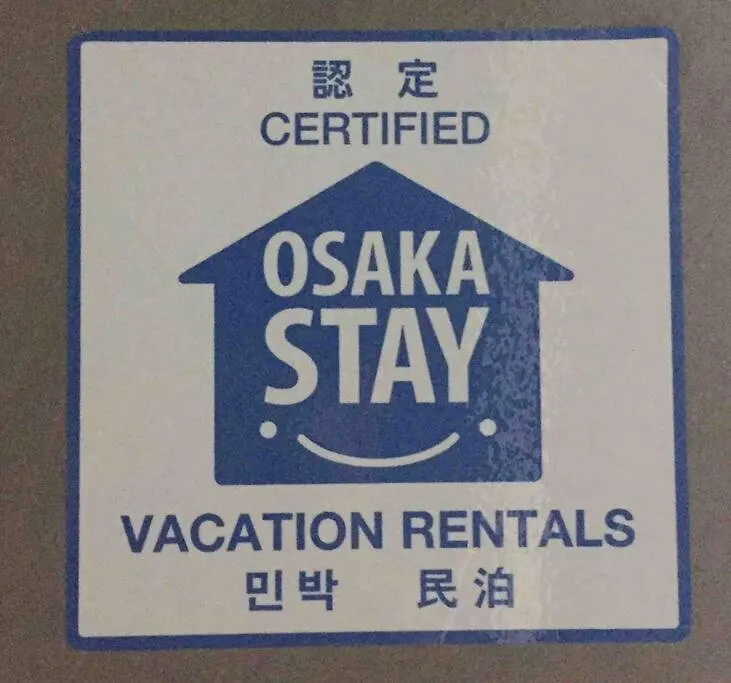 認定
CERTIFIED
OSAKA
STAY
VACATION RENTALS
민박 民泊